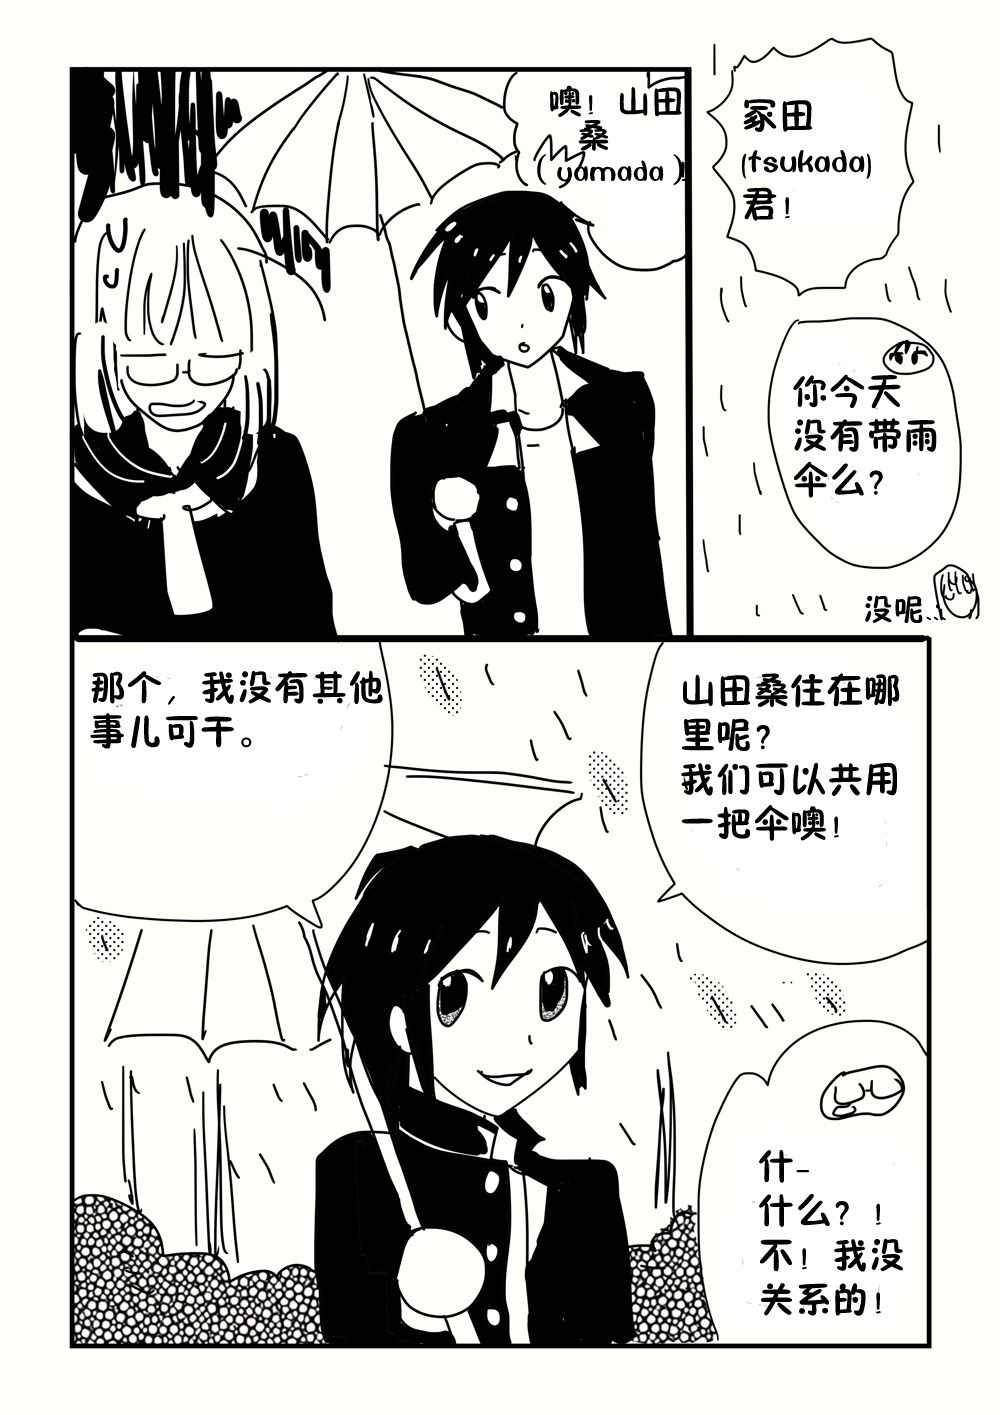 冢田
(tsukada)
君！
噢！山田
桑
(yamada)!
你今天
没有带雨
伞么？
没呢...
山田桑住在哪
里呢？
我们可以共用
一把伞噢！
那个，我没有其他
事儿可干。
什-
什么？！
不！我没
关系的！